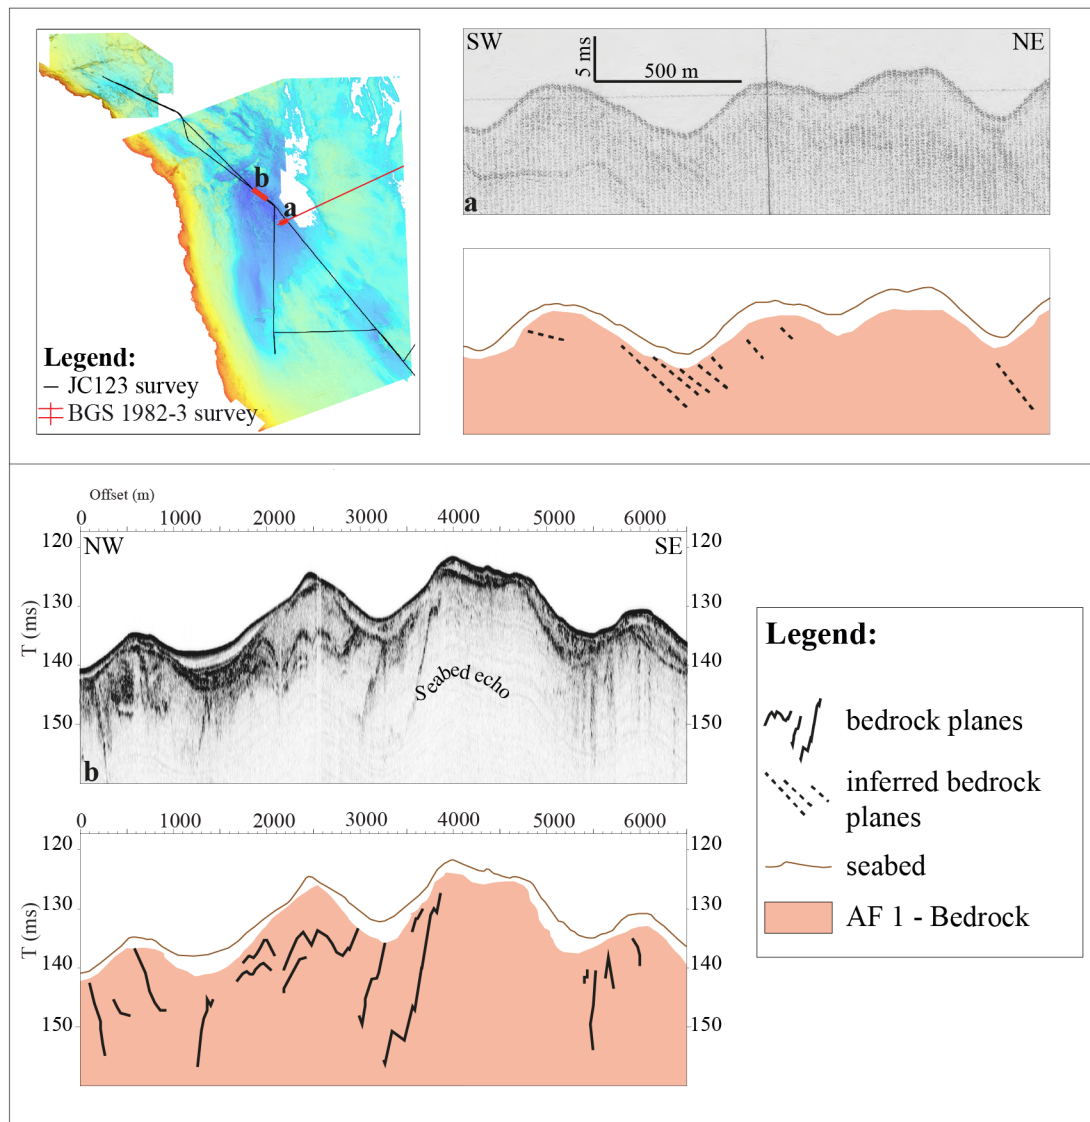 b
a
Legend:
JC123 survey
BGS 1982-3 survey
SW
NE
5 ms
500 m
a
Offset (m)
0 1000 2000 3000 4000 5000 6000
120 NW SE 120
130 130
T (ms)
140 140
Seabed echo
150 150
b
0 1000 2000 3000 4000 5000 6000
120 120
130 130
T (ms)
140 140
150 150
Legend:
bedrock planes
inferred bedrock
planes
seabed
AF 1 - Bedrock